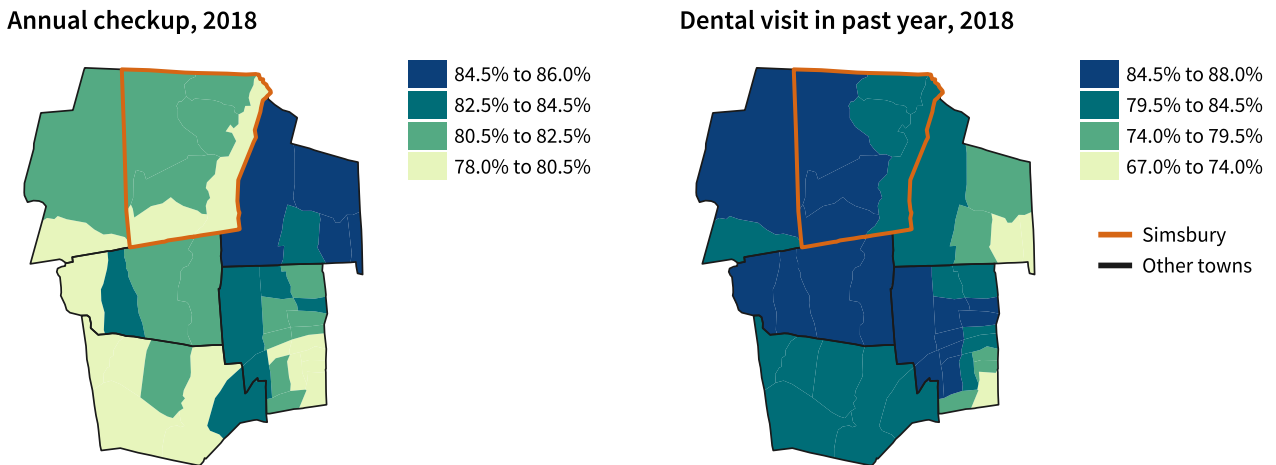 Annual checkup, 2018
84.5% to 86.0%
82.5% to 84.5%
80.5% to 82.5%
78.0% to 80.5%
Dental visit in past year, 2018
84.5% to 88.0%
79.5% to 84.5%
74.0% to 79.5%
67.0% to 74.0%
Simsbury
Other towns